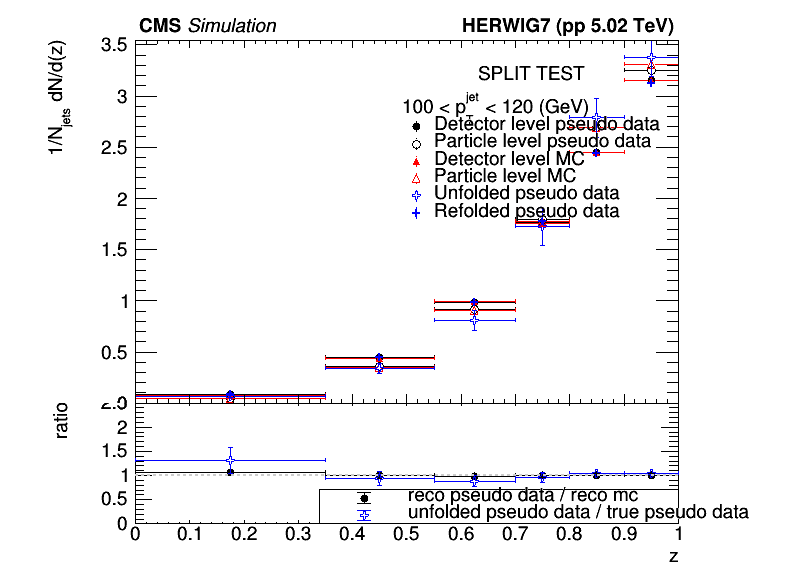 CMS Simulation HERWIG7 (pp 5.02 TeV)
3.5
SPLIT TEST
3
100 < p_T^jet < 120 (GeV)
Detector level pseudo data
Particle level pseudo data
Detector level MC
Particle level MC
Unfolded pseudo data
Refolded pseudo data
2.5
2
1.5
1
0.5
1/N_jets dN/d(z)
0
2
1.5
1
0.5
0
ratio
reco pseudo data / reco mc
unfolded pseudo data / true pseudo data
0 0.2 0.3 0.4 0.5 0.6 0.7 0.8 0.9 1
0.1
z